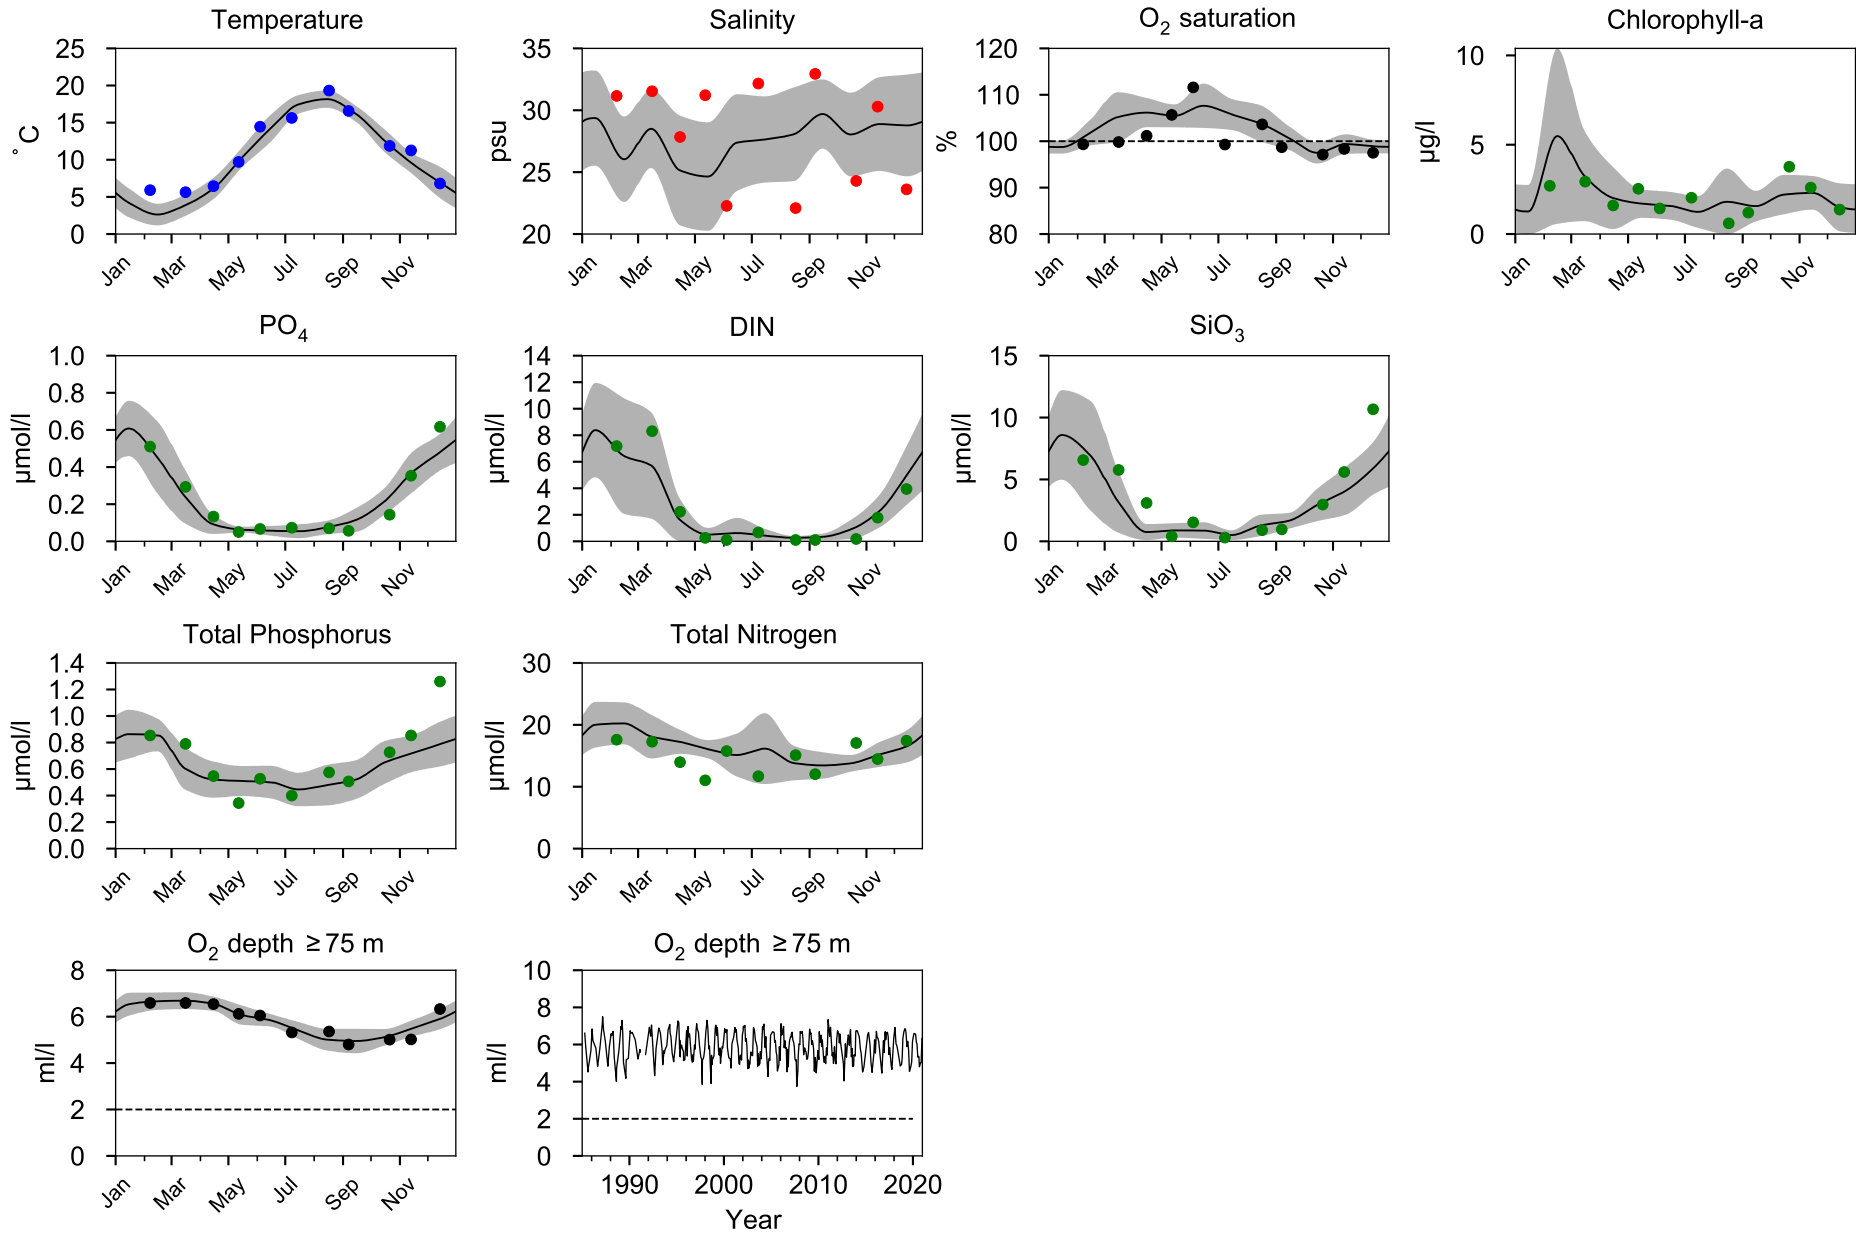 Temperature
25
20
15
10
5
0
°C
Jan Mar May Jul Sep Nov
Salinity
35
30
25
20
psu
Jan Mar May Jul Sep Nov
O2 saturation
120
110
100
90
80
%
Jan Mar May Jul Sep Nov
Chlorophyll-a
10
5
0
µg/l
Jan Mar May Jul Sep Nov
PO4
1.0
0.8
0.6
0.4
0.2
0.0
µmol/l
Jan Mar May Jul Sep Nov
DIN
14
12
10
8
6
4
2
0
µmol/l
Jan Mar May Jul Sep Nov
SiO3
15
10
5
0
µmol/l
Jan Mar May Jul Sep Nov
Total Phosphorus
1.4
1.2
1.0
0.8
0.6
0.4
0.2
0.0
µmol/l
Jan Mar May Jul Sep Nov
Total Nitrogen
30
20
10
0
µmol/l
Jan Mar May Jul Sep Nov
O2 depth ≥75 m
8
6
4
2
0
ml/l
Jan Mar May Jul Sep Nov
O2 depth ≥75 m
10
8
6
4
2
0
ml/l
1990 2000 2010 2020
Year